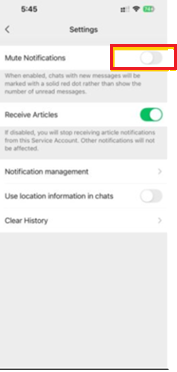 5:45
Settings
Mute Notifications
When enabled, chats with new messages will be
marked with a solid red dot rather than show the
number of unread messages.
Receive Articles
If disabled, you will stop receiving article notifications
from this Service Account. Other notifications will not
be affected.
Notification management
Use location information in chats
Clear History